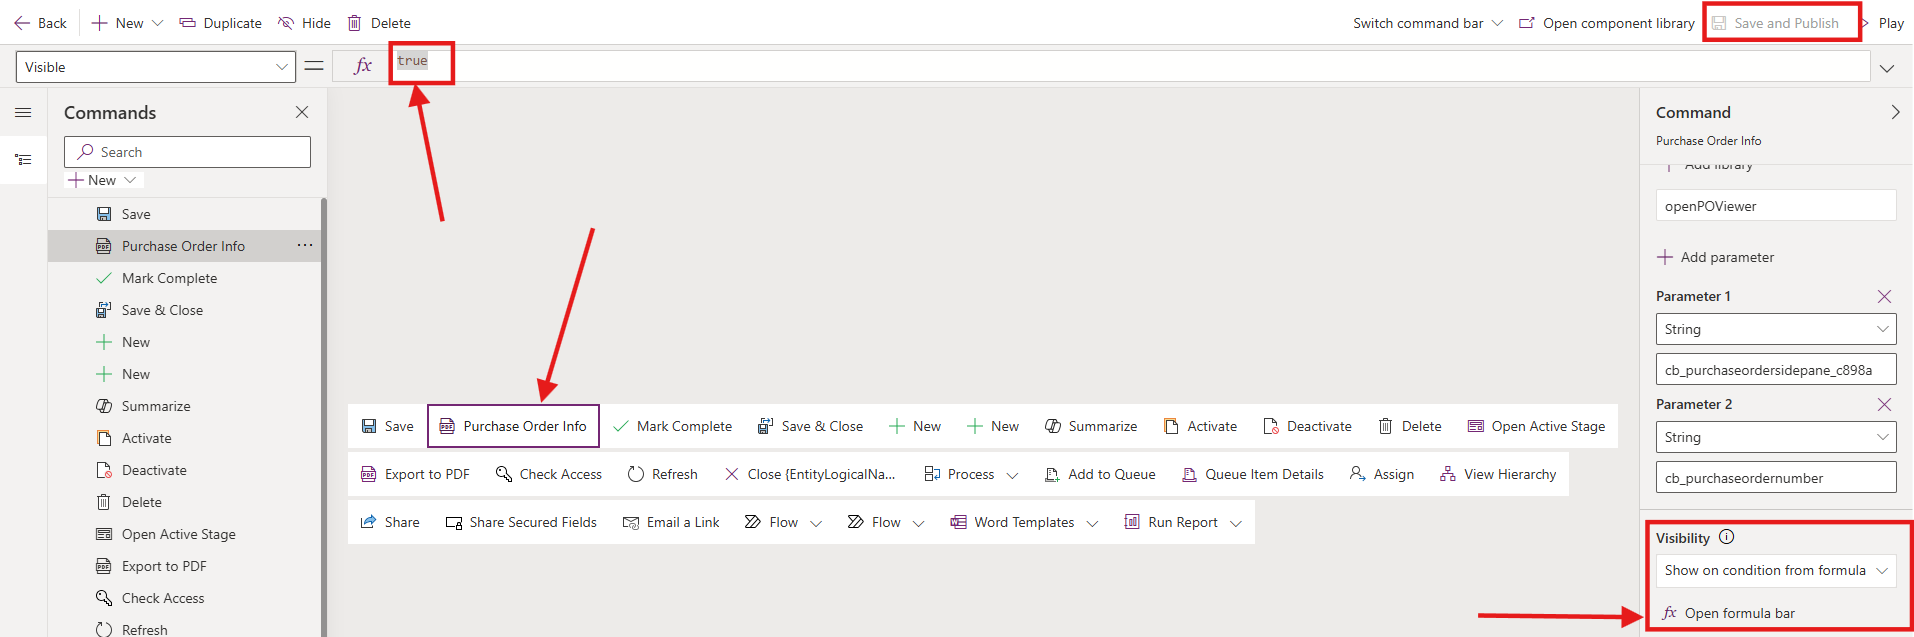 Back New Duplicate Hide Delete Switch command bar Open component library Save and Publish Play
Visible = fx true
Commands
Search
New
Save
Purchase Order Info ...
Mark Complete
Save & Close
New
New
Summarize
Activate
Deactivate
Delete
Open Active Stage
Export to PDF
Check Access
Refresh
Save Purchase Order Info Mark Complete Save & Close New New Summarize Activate Deactivate Delete Open Active Stage
Export to PDF Check Access Refresh Close {EntityLogicalNa... Process Add to Queue Queue Item Details Assign View Hierarchy
Share Share Secured Fields Email a Link Flow Flow Word Templates Run Report
Command
Purchase Order Info
Add library
openPOViewer
Add parameter
Parameter 1
String
cb_purchaseordersidepane_c898a
Parameter 2
String
cb_purchaseordernumber
Visibility
Show on condition from formula
fx Open formula bar